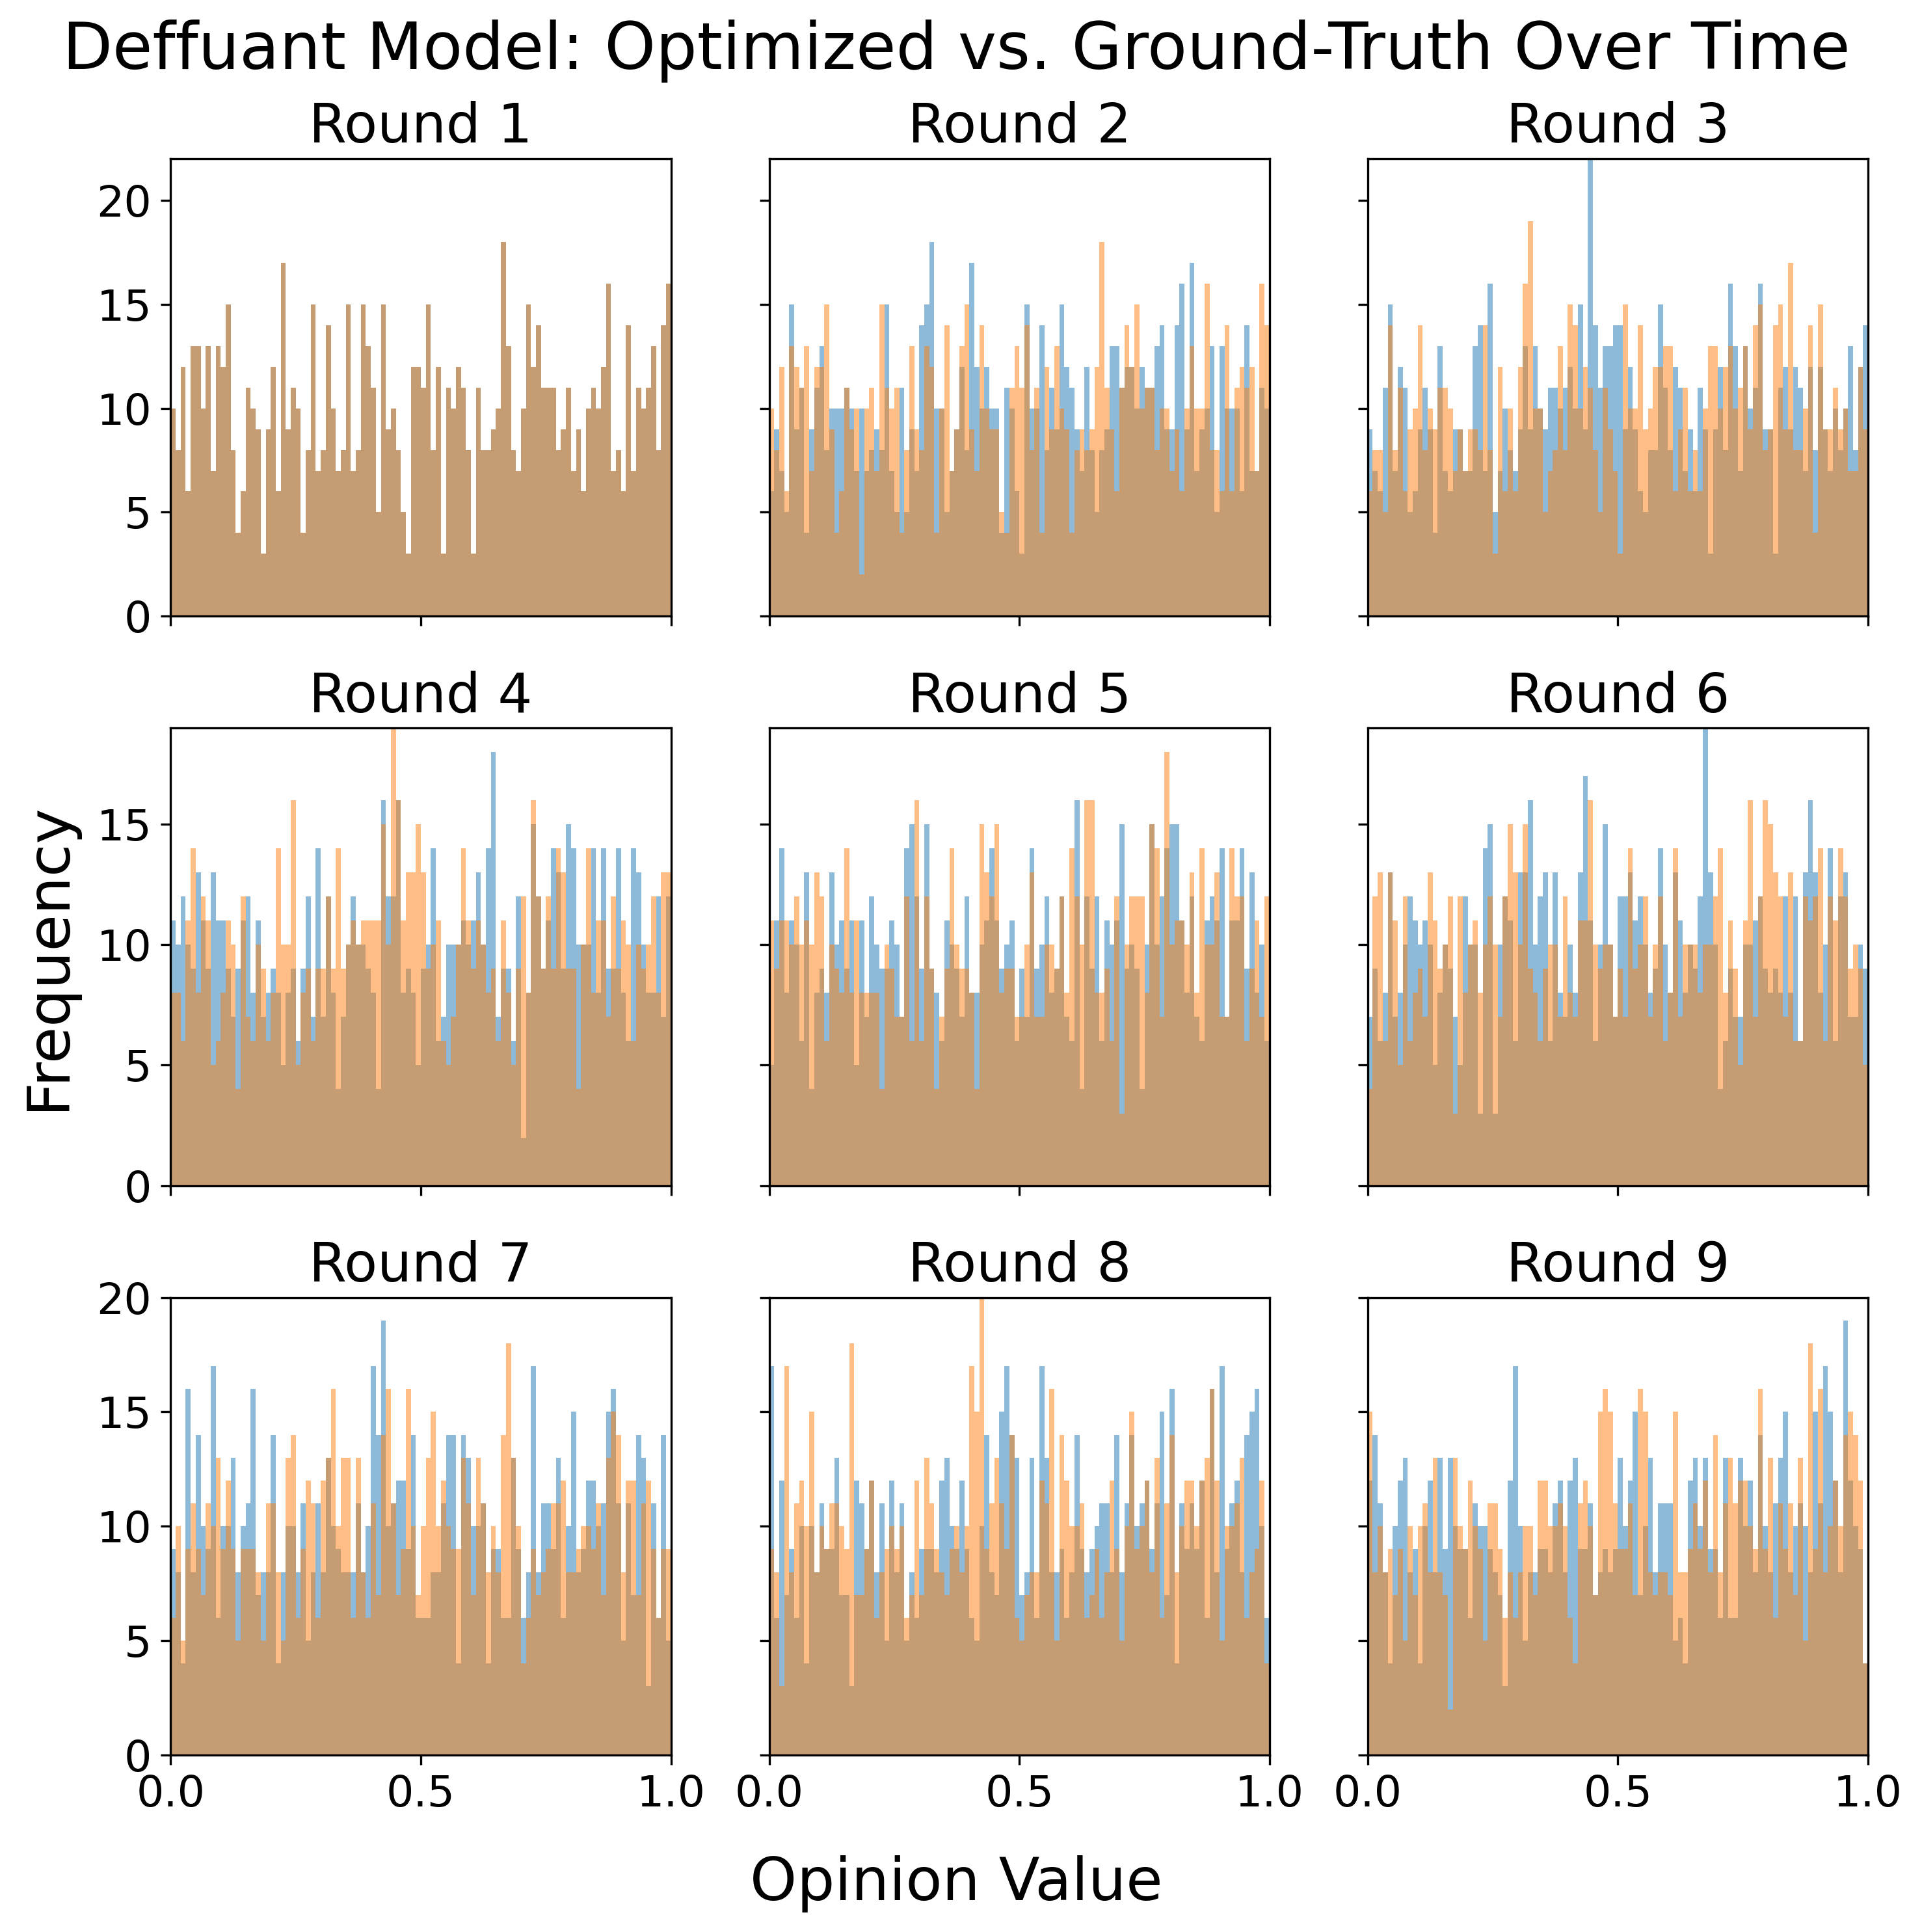 Deffuant Model: Optimized vs. Ground-Truth Over Time
Round 1
Round 2
Round 3
20
15
10
5
0
Round 4
Round 5
Round 6
15
10
5
0
Frequency
Round 7
Round 8
Round 9
20
15
10
5
0
0.0 0.5 1.0 0.0 0.5 1.0 0.0 0.5 1.0
Opinion Value